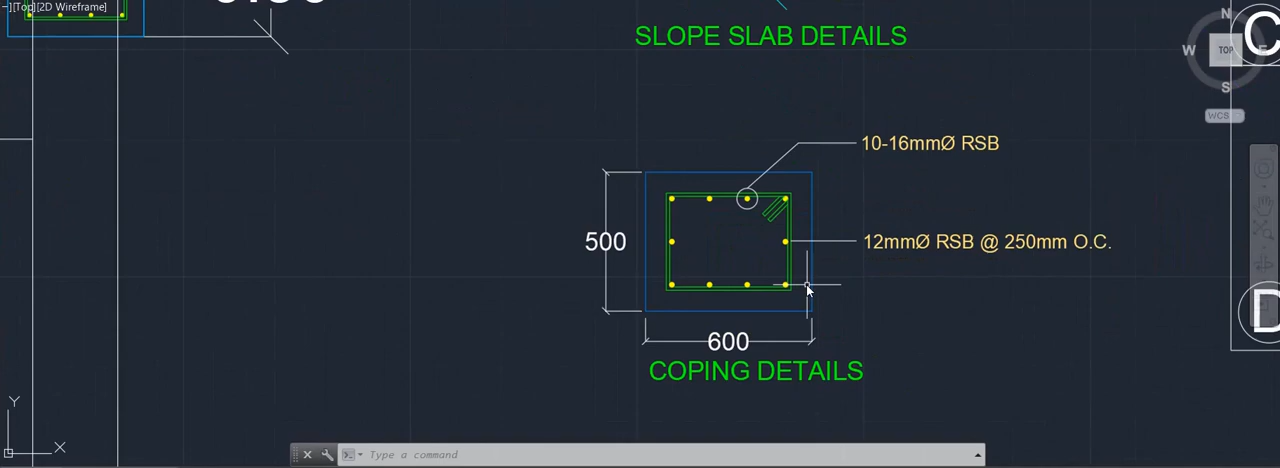 ][Top][2D Wireframe]
SLOPE SLAB DETAILS
N
W
TOP
S
WCS
C
10-16mmØ RSB
500
12mmØ RSB @ 250mm O.C.
D
600
COPING DETAILS
Y
X
Type a command